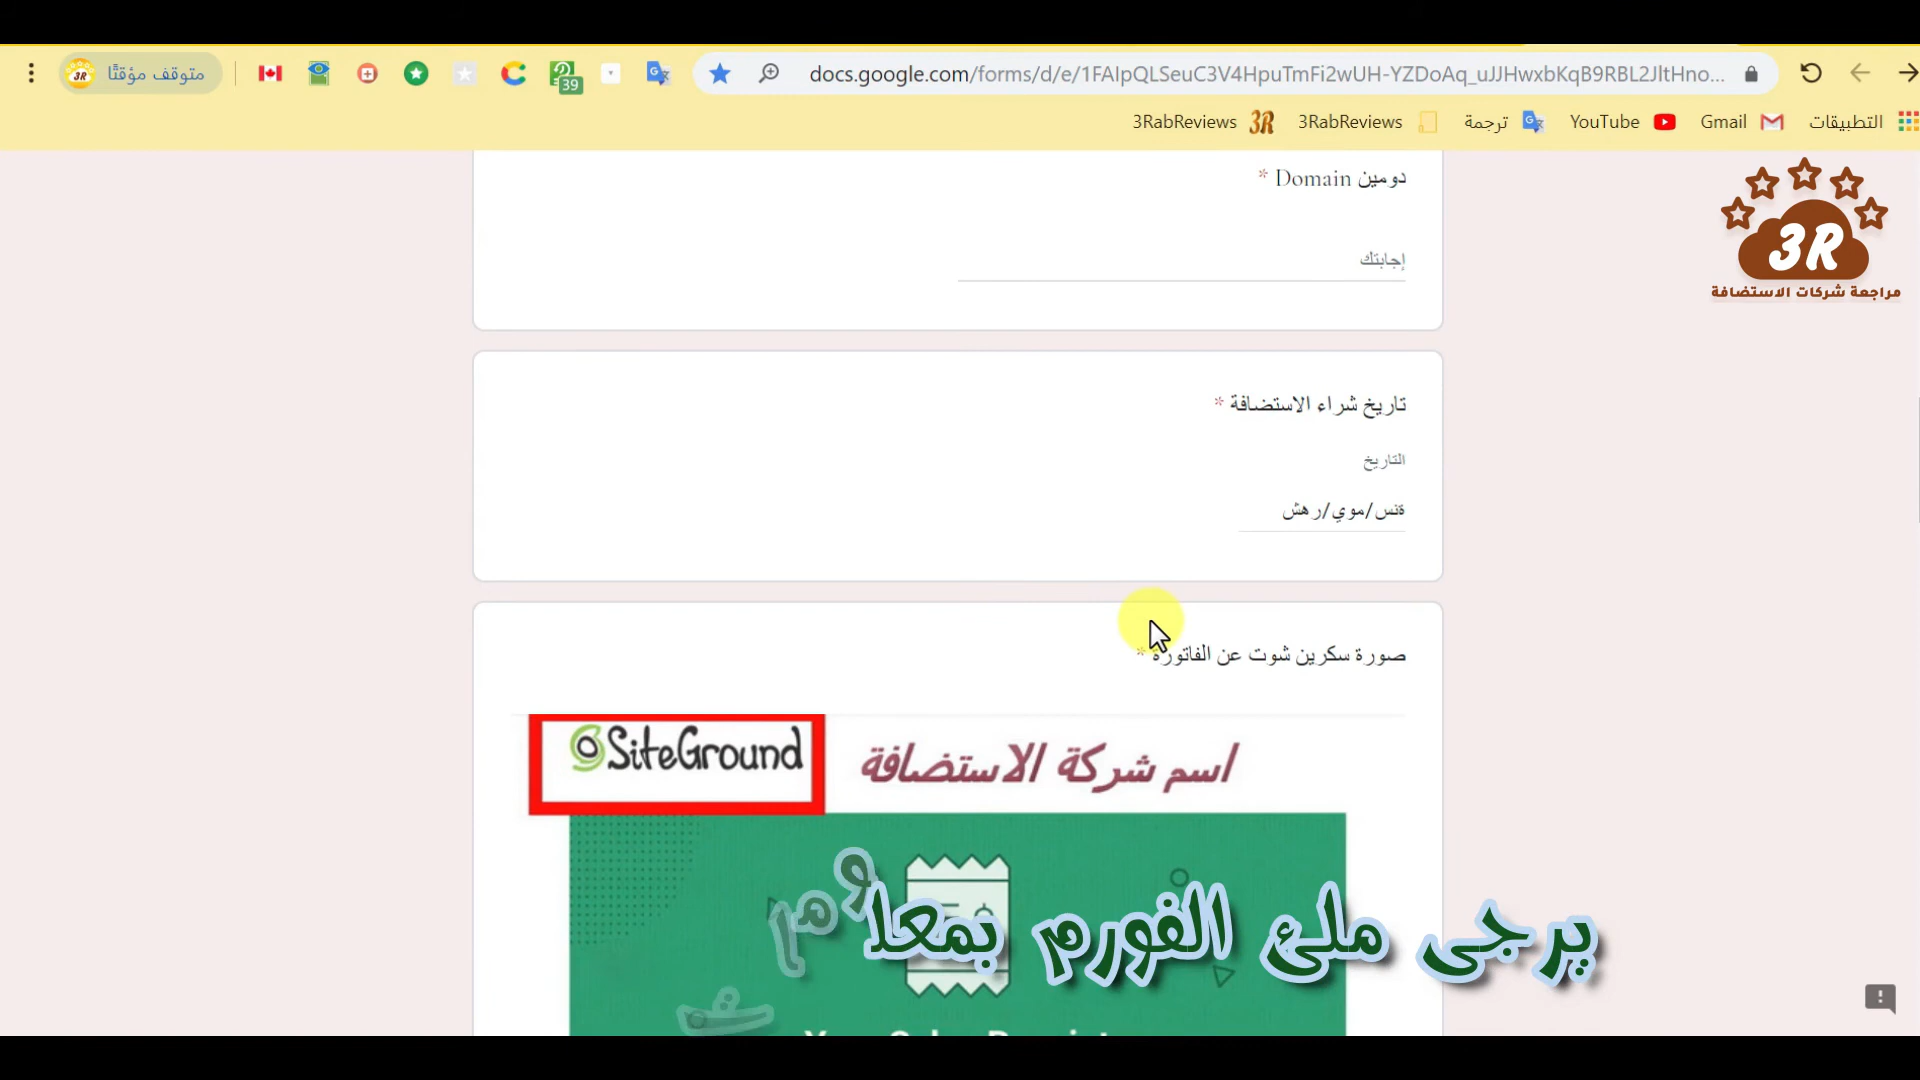 متوقف مؤقتًا
39
docs.google.com/forms/d/e/1FAIpQLSeuC3V4HpuTmFi2wUH-YZDoAq_uJJHwxbKqB9RBL2JltHno...
التطبيقات
Gmail
YouTube
ترجمة
3RabReviews
3RabReviews
3R
مراجعة شركات الاستضافة
دومين Domain *
إجابتك
تاريخ شراء الاستضافة *
التاريخ
ةنس/موي/رهش
صورة سكرين شوت عن الفاتورة *
اسم شركة الاستضافة
SiteGround
يرجى ملئ الفورم بمعلوم